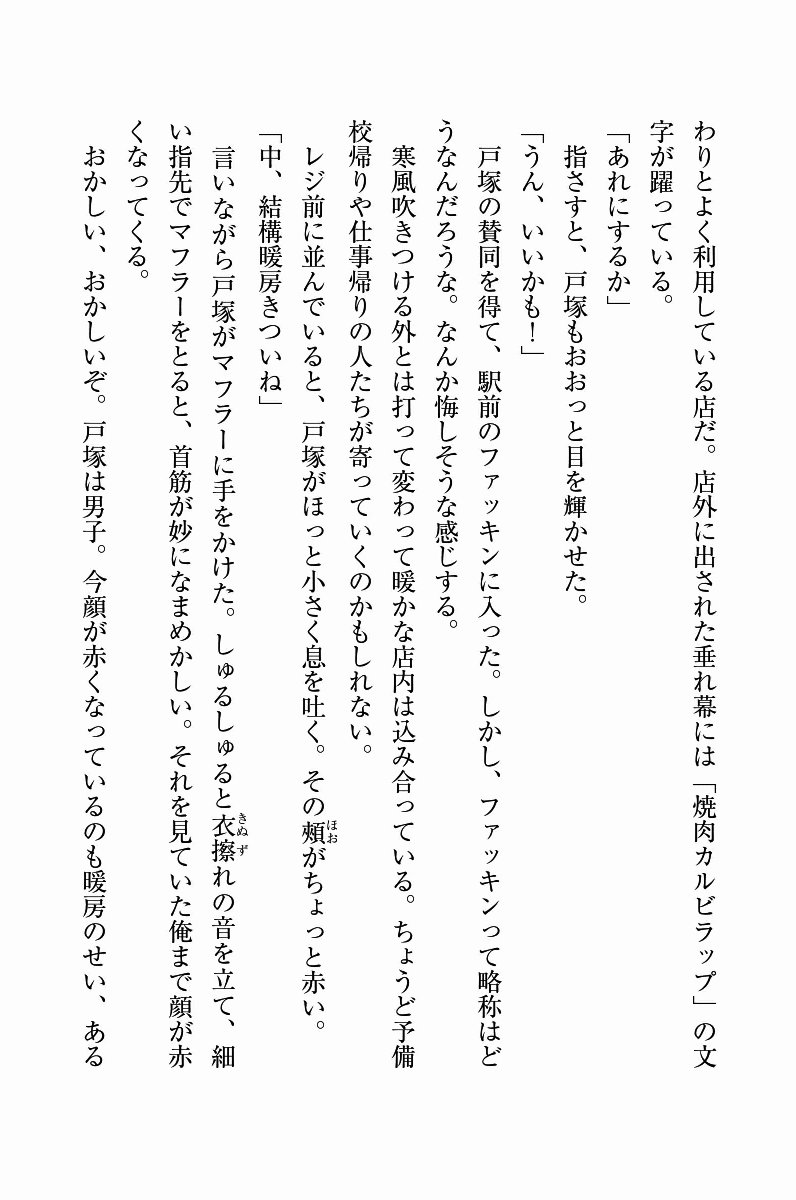 わりとよく利用している店だ。店外に出された垂れ幕には「焼肉カルビラップ」の文
字が躍っている。
「あれにするか」
　指さすと、戸塚もおおっと目を輝かせた。
「うん、いいかも！」
　戸塚の賛同を得て、駅前のファッキンに入った。しかし、ファッキンって略称はど
うなんだろうな。なんか悔しそうな感じする。
　寒風吹きつける外とは打って変わって暖かな店内は込み合っている。ちょうど予備
校帰りや仕事帰りの人たちが寄っていくのかもしれない。
　レジ前に並んでいると、戸塚がほっと小さく息を吐く。その頰がちょっと赤い。
「中、結構暖房きついね」
　言いながら戸塚がマフラーに手をかけた。しゅるしゅると衣擦れの音を立て、細
い指先でマフラーをとると、首筋が妙になまめかしい。それを見ていた俺まで顔が赤
くなってくる。
　おかしい、おかしいぞ。戸塚は男子。今顔が赤くなっているのも暖房のせい、ある